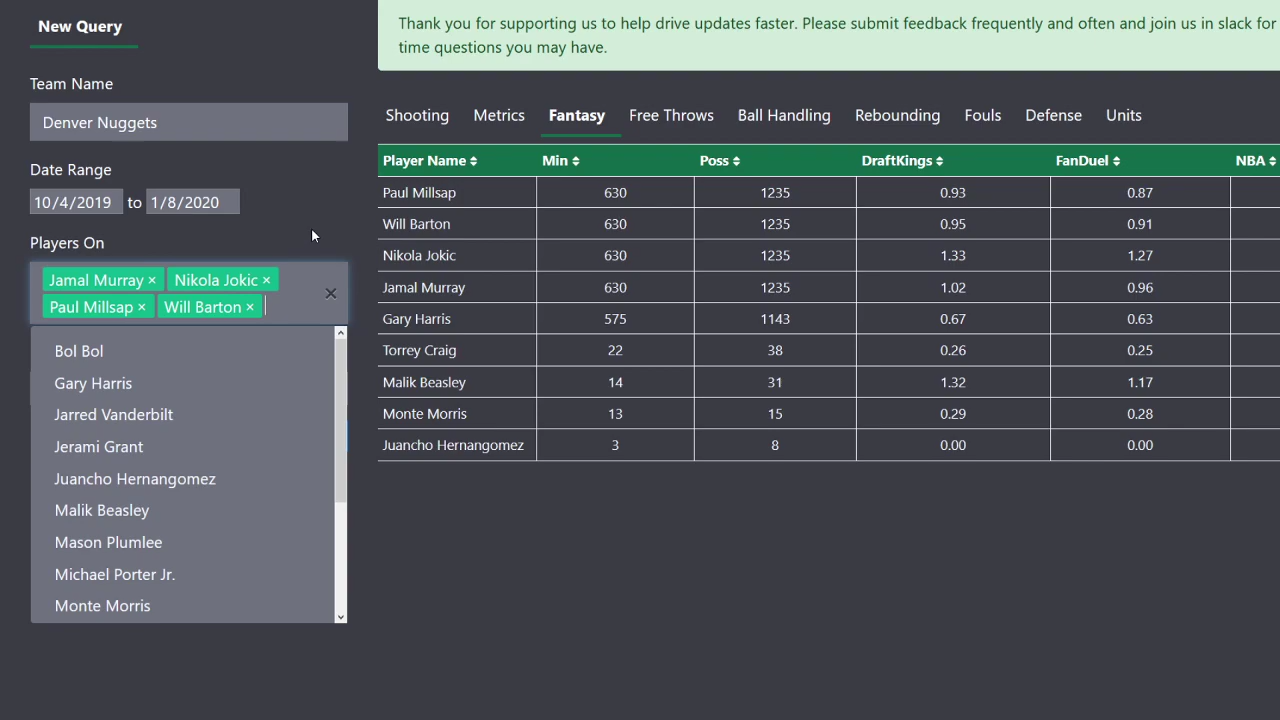 New Query
Team Name
Denver Nuggets
Date Range
10/4/2019 to 1/8/2020
Players On
Jamal Murray × Nikola Jokic ×
Paul Millsap × Will Barton ×
Bol Bol
Gary Harris
Jarred Vanderbilt
Jerami Grant
Juancho Hernangomez
Malik Beasley
Mason Plumlee
Michael Porter Jr.
Monte Morris
Thank you for supporting us to help drive updates faster. Please submit feedback frequently and often and join us in slack for
time questions you may have.
Shooting Metrics Fantasy Free Throws Ball Handling Rebounding Fouls Defense Units
Player Name Min Poss DraftKings FanDuel NBA
Paul Millsap 630 1235 0.93 0.87
Will Barton 630 1235 0.95 0.91
Nikola Jokic 630 1235 1.33 1.27
Jamal Murray 630 1235 1.02 0.96
Gary Harris 575 1143 0.67 0.63
Torrey Craig 22 38 0.26 0.25
Malik Beasley 14 31 1.32 1.17
Monte Morris 13 15 0.29 0.28
Juancho Hernangomez 3 8 0.00 0.00